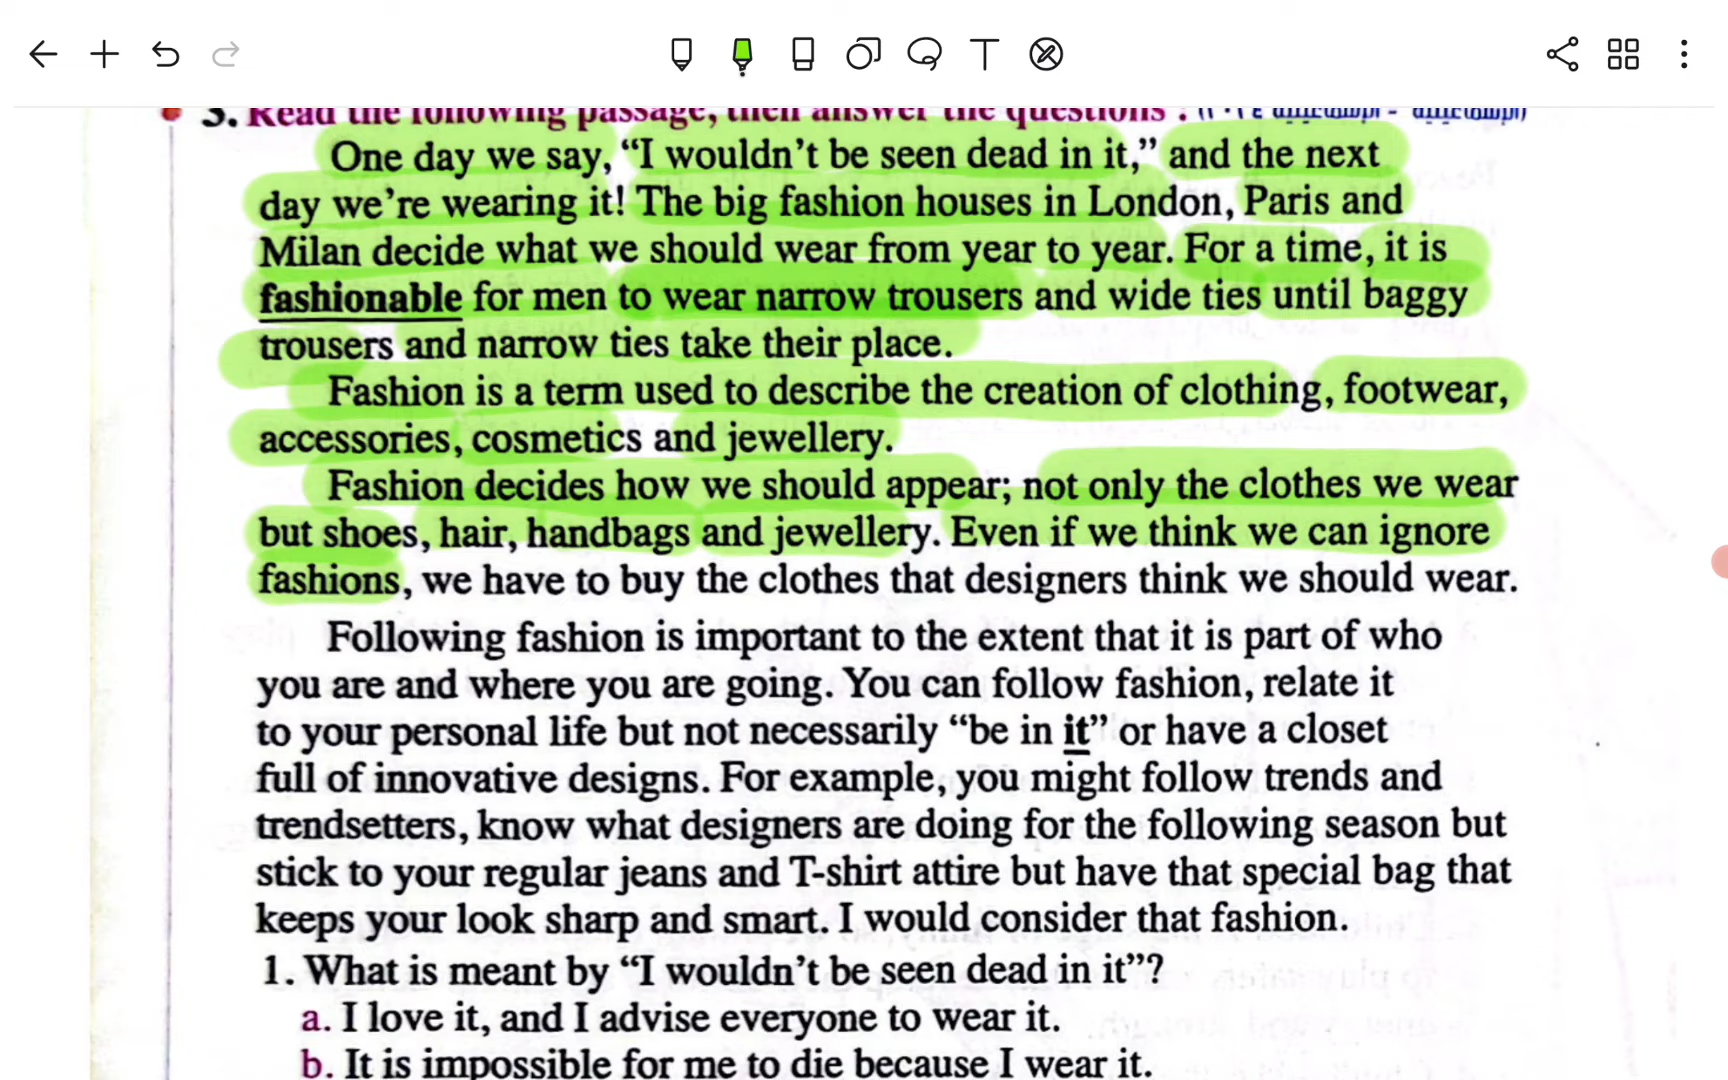 3. Read the following passage, then answer the questions :
One day we say, “I wouldn’t be seen dead in it,” and the next
day we’re wearing it! The big fashion houses in London, Paris and
Milan decide what we should wear from year to year. For a time, it is
fashionable for men to wear narrow trousers and wide ties until baggy
trousers and narrow ties take their place.
Fashion is a term used to describe the creation of clothing, footwear,
accessories, cosmetics and jewellery.
Fashion decides how we should appear; not only the clothes we wear
but shoes, hair, handbags and jewellery. Even if we think we can ignore
fashions, we have to buy the clothes that designers think we should wear.
Following fashion is important to the extent that it is part of who
you are and where you are going. You can follow fashion, relate it
to your personal life but not necessarily “be in it” or have a closet
full of innovative designs. For example, you might follow trends and
trendsetters, know what designers are doing for the following season but
stick to your regular jeans and T-shirt attire but have that special bag that
keeps your look sharp and smart. I would consider that fashion.
1. What is meant by “I wouldn’t be seen dead in it”?
a. I love it, and I advise everyone to wear it.
b. It is impossible for me to die because I wear it.